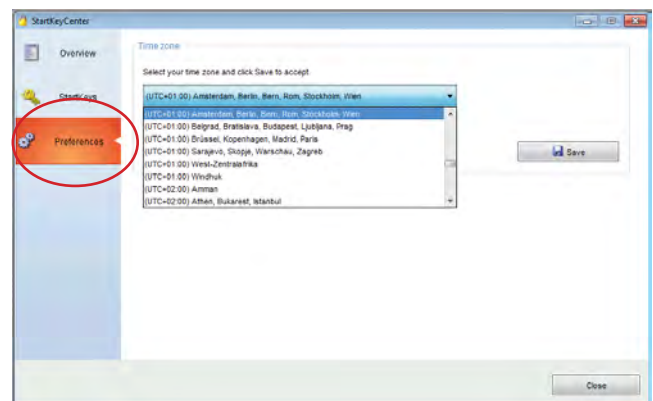 StartKeyCenter
Overview
StartKeys
Preferences
Time zone
Select your time zone and click Save to accept
(UTC+01:00) Amsterdam, Berlin, Bern, Rom, Stockholm, Wien
(UTC+01:00) Amsterdam, Berlin, Bern, Rom, Stockholm, Wien
(UTC+01:00) Belgrad, Bratislava, Budapest, Ljubljana, Prag
(UTC+01:00) Brüssel, Kopenhagen, Madrid, Paris
(UTC+01:00) Sarajevo, Skopje, Warschau, Zagreb
(UTC+01:00) West-Zentralafrika
(UTC+01:00) Windhuk
(UTC+02:00) Amman
(UTC+02:00) Athen, Bukarest, Istanbul
Save
Close